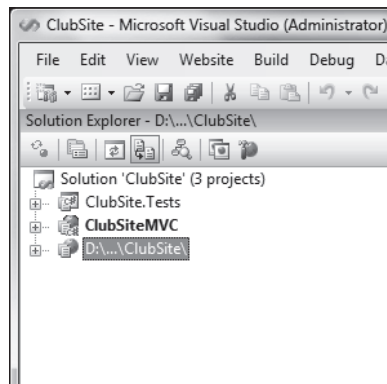 ClubSite - Microsoft Visual Studio (Administrator)
File Edit View Website Build Debug
Solution Explorer - D:\...\ClubSite\
Solution 'ClubSite' (3 projects)
ClubSite.Tests
ClubSiteMVC
D:\...\ClubSite\